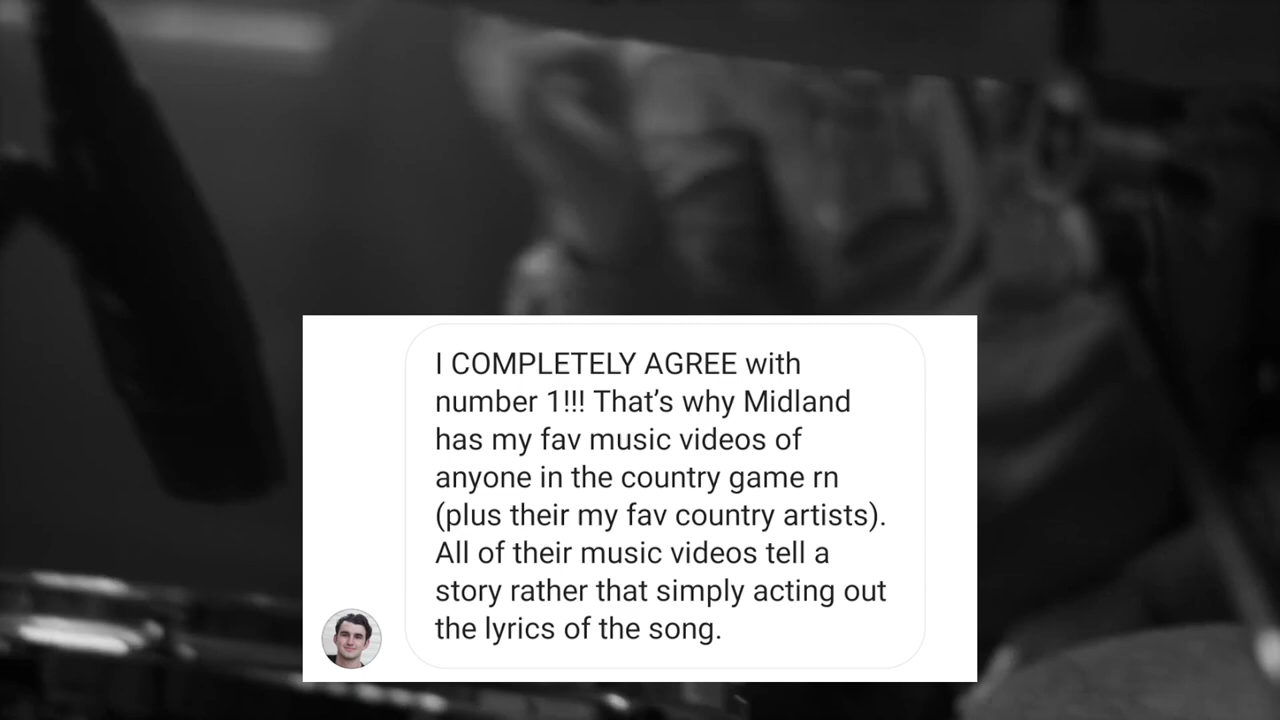 I COMPLETELY AGREE with
number 1!!! That’s why Midland
has my fav music videos of
anyone in the country game rn
(plus their my fav country artists).
All of their music videos tell a
story rather that simply acting out
the lyrics of the song.